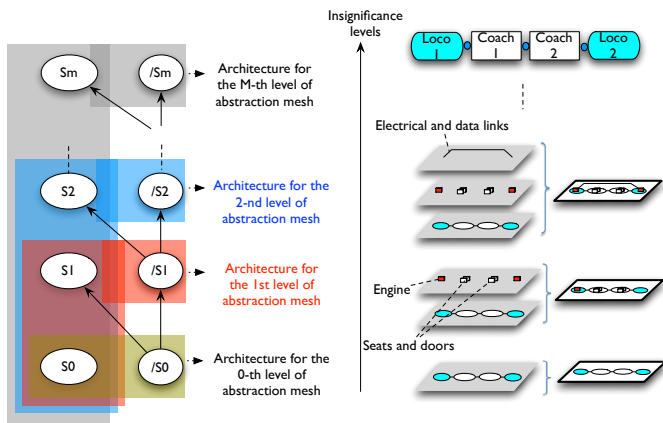 Insignificance
levels
Loco
1
Coach
1
Coach
2
Loco
2
Sm
/Sm
Architecture for
the M-th level of
abstraction mesh
Electrical and data links
S2
/S2
Architecture for the
2-nd level of
abstraction mesh
S1
/S1
Architecture for
the 1st level of
abstraction mesh
Engine
Seats and doors
S0
/S0
Architecture for the
0-th level of
abstraction mesh